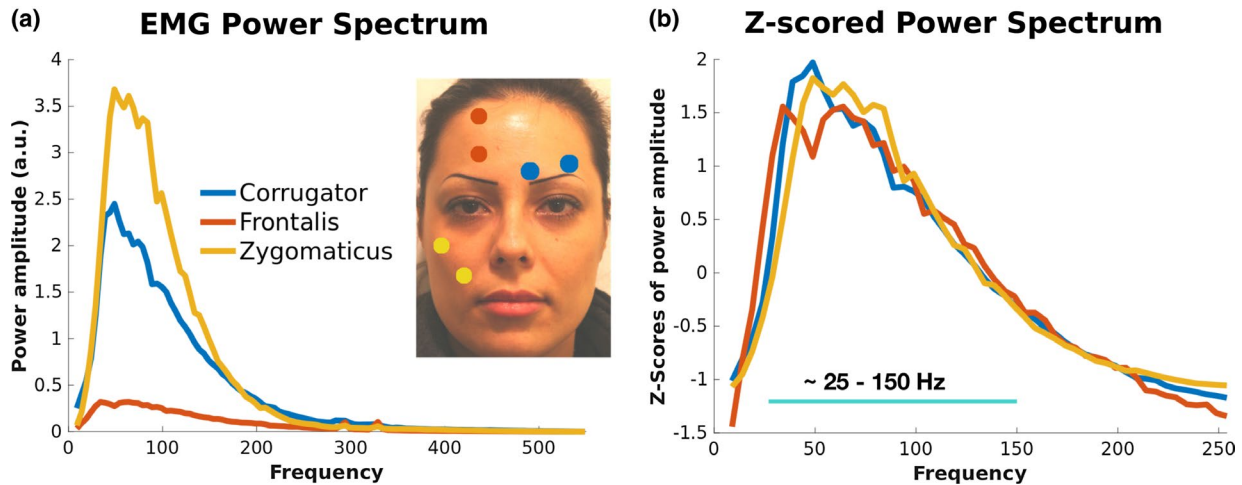 (a)
EMG Power Spectrum
4
3.5
3
2.5
2
1.5
1
0.5
0
Power amplitude (a.u.)
Corrugator
Frontalis
Zygomaticus
0 100 200 300 400 500
Frequency
(b)
Z-scored Power Spectrum
2
1.5
1
0.5
0
-0.5
-1
-1.5
Z-Scores of power amplitude
~ 25 - 150 Hz
0 50 100 150 200 250
Frequency